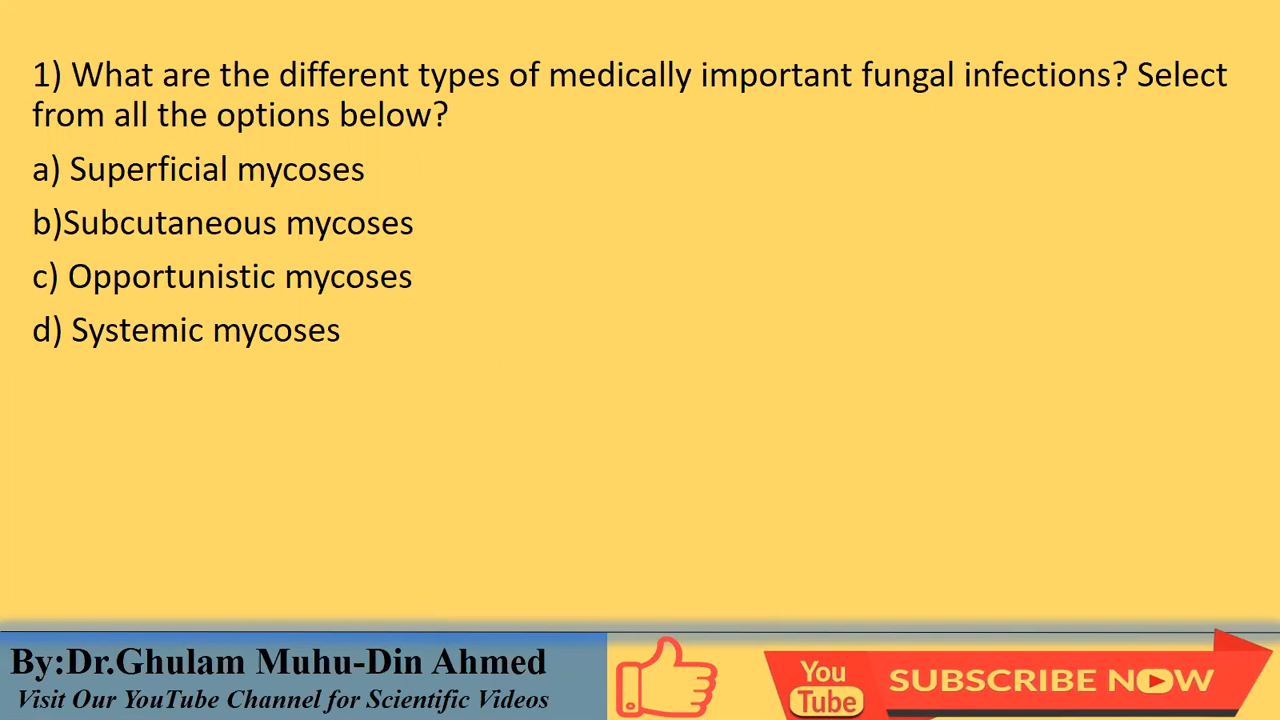 1) What are the different types of medically important fungal infections? Select
from all the options below?
a) Superficial mycoses
b)Subcutaneous mycoses
c) Opportunistic mycoses
d) Systemic mycoses
By:Dr.Ghulam Muhu-Din Ahmed
Visit Our YouTube Channel for Scientific Videos
You
Tube
SUBSCRIBE NOW